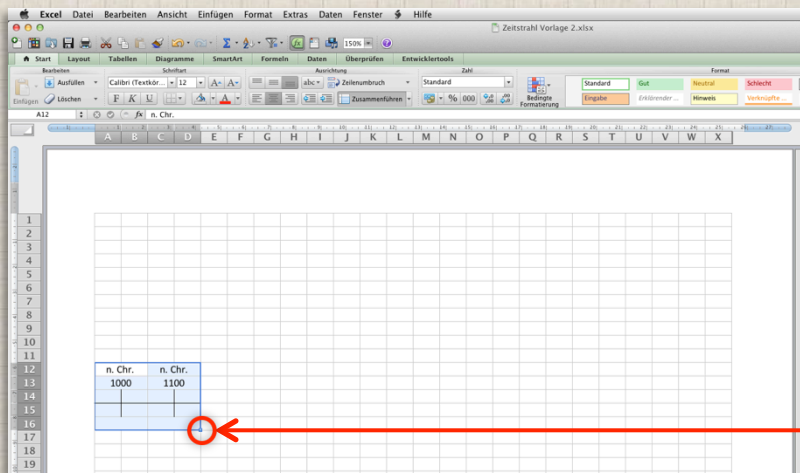 Excel Datei Bearbeiten Ansicht Einfügen Format Extras Daten Fenster Hilfe
Zeitstrahl Vorlage 2.xlsx
150%
Start Layout Tabellen Diagramme SmartArt Formeln Daten Überprüfen Entwicklertools
Bearbeiten Schriftart Ausrichtung Zahl Format
Einfügen Ausfüllen Calibri (Textkör... 12 A A abc Zeilenumbruch Standard Bedingte Formatierung Standard Gut Neutral Schlecht
Löschen F K U A A Zusammenführen % 000 Eingabe Erklärender ... Hinweis Verknüpfte ...
A12 fx n. Chr.
A B C D E F G H I J K L M N O P Q R S T U V W X
1
2
3
4
5
6
7
8
9
10
11
12 n. Chr. n. Chr.
13 1000 1100
14
15
16
17
18
19